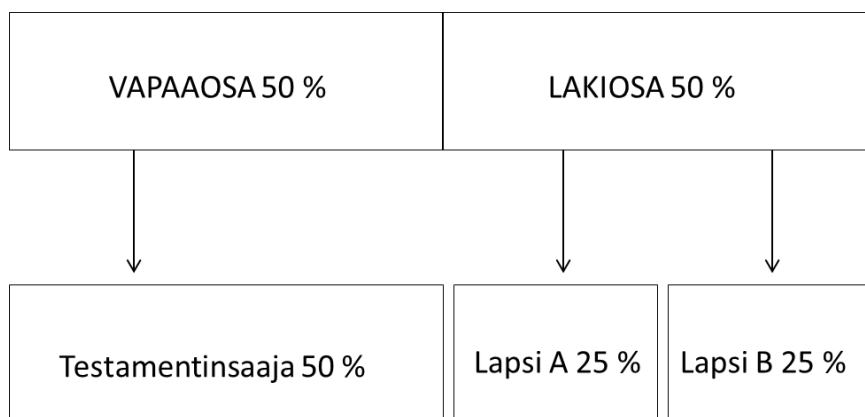 VAPAAOSA 50 %
LAKIOSA 50 %
Testamentinsaaja 50 %
Lapsi A 25 %
Lapsi B 25 %